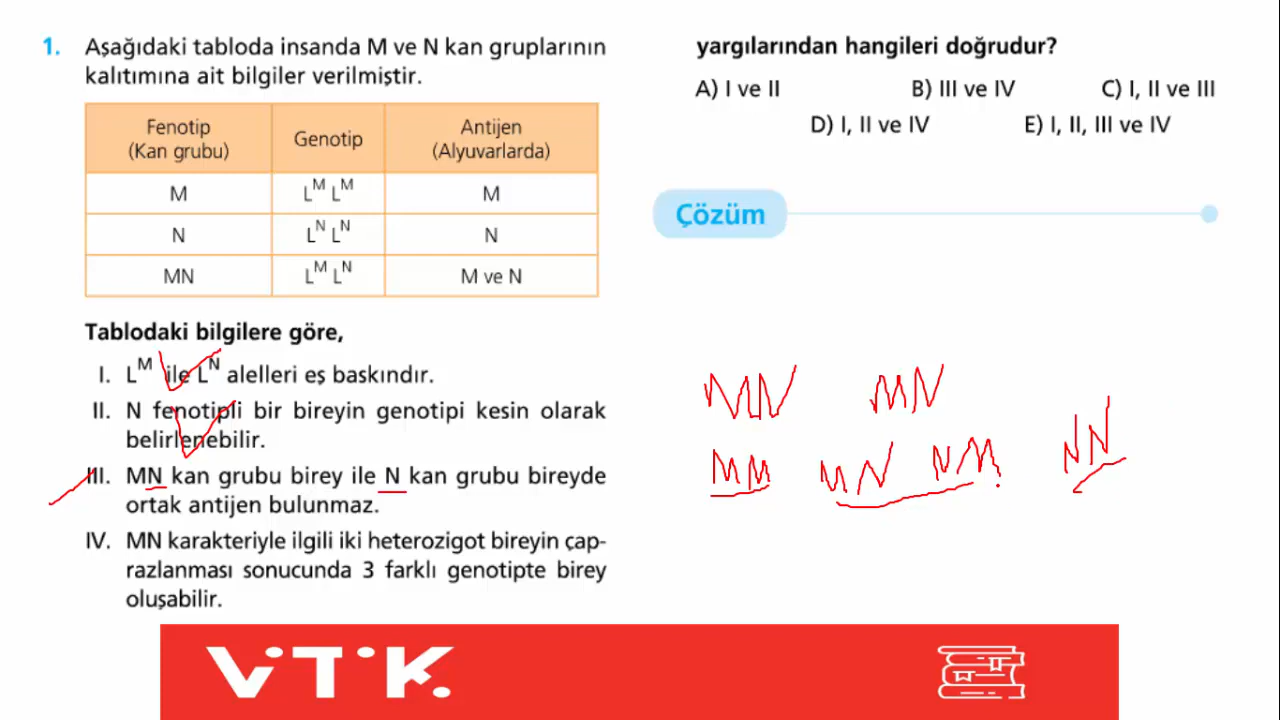 1. Aşağıdaki tabloda insanda M ve N kan gruplarının
kalıtımına ait bilgiler verilmiştir.
Fenotip
(Kan grubu)
Genotip
Antijen
(Alyuvarlarda)
M
L^M L^M
M
N
L^N L^N
N
MN
L^M L^N
M ve N
Tablodaki bilgilere göre,
I. L^M ile L^N alelleri eş baskındır.
II. N fenotipli bir bireyin genotipi kesin olarak
belirlenebilir.
III. MN kan grubu birey ile N kan grubu bireyde
ortak antijen bulunmaz.
IV. MN karakteriyle ilgili iki heterozigot bireyin çap-
razlanması sonucunda 3 farklı genotipte birey
oluşabilir.
yargılarından hangileri doğrudur?
A) I ve II B) III ve IV C) I, II ve III
D) I, II ve IV E) I, II, III ve IV
Çözüm
MN MN
MM MN NM NN
VİTİK.